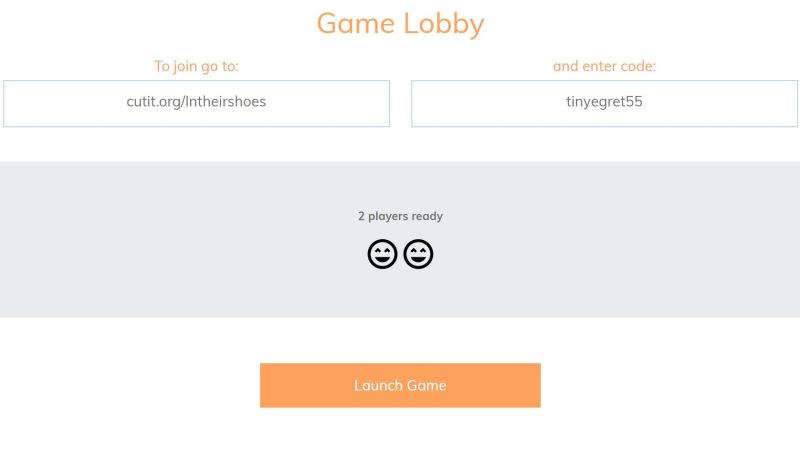 Game Lobby
To join go to:
and enter code:
cutit.org/Intheirshoes
tinyegret55
2 players ready
Launch Game